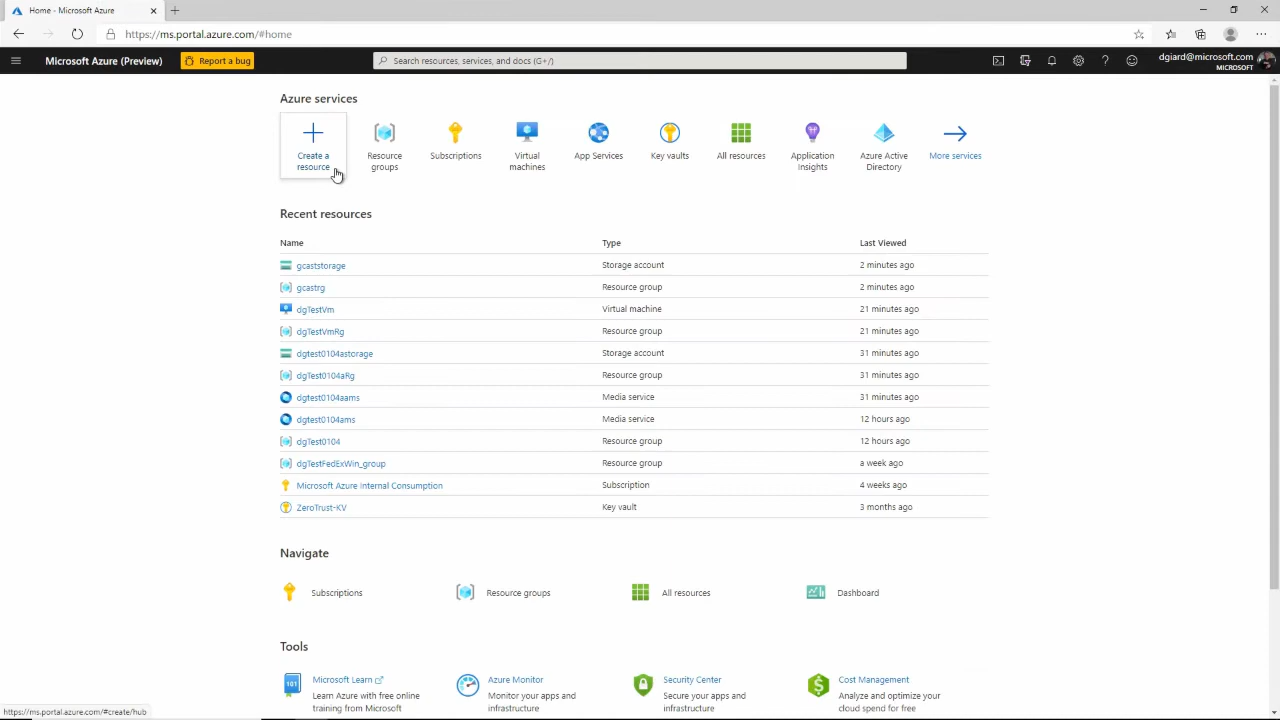 Home - Microsoft Azure
https://ms.portal.azure.com/#home
Microsoft Azure (Preview)
Report a bug
Search resources, services, and docs (G+/)
dgiard@microsoft.com
MICROSOFT
Azure services
Create a resource
Resource groups
Subscriptions
Virtual machines
App Services
Key vaults
All resources
Application Insights
Azure Active Directory
More services
Recent resources
Name Type Last Viewed
gcaststorage Storage account 2 minutes ago
gcastrg Resource group 2 minutes ago
dgTestVm Virtual machine 21 minutes ago
dgTestVmRg Resource group 21 minutes ago
dgtest0104astorage Storage account 31 minutes ago
dgTest0104aRg Resource group 31 minutes ago
dgtest0104aams Media service 31 minutes ago
dgtest0104ams Media service 12 hours ago
dgTest0104 Resource group 12 hours ago
dgTestFedExWin_group Resource group a week ago
Microsoft Azure Internal Consumption Subscription 4 weeks ago
ZeroTrust-KV Key vault 3 months ago
Navigate
Subscriptions Resource groups All resources Dashboard
Tools
101
Microsoft Learn
Learn Azure with free online
training from Microsoft
Azure Monitor
Monitor your apps and
infrastructure
Security Center
Secure your apps and
infrastructure
Cost Management
Analyze and optimize your
cloud spend for free
https://ms.portal.azure.com/#create/hub